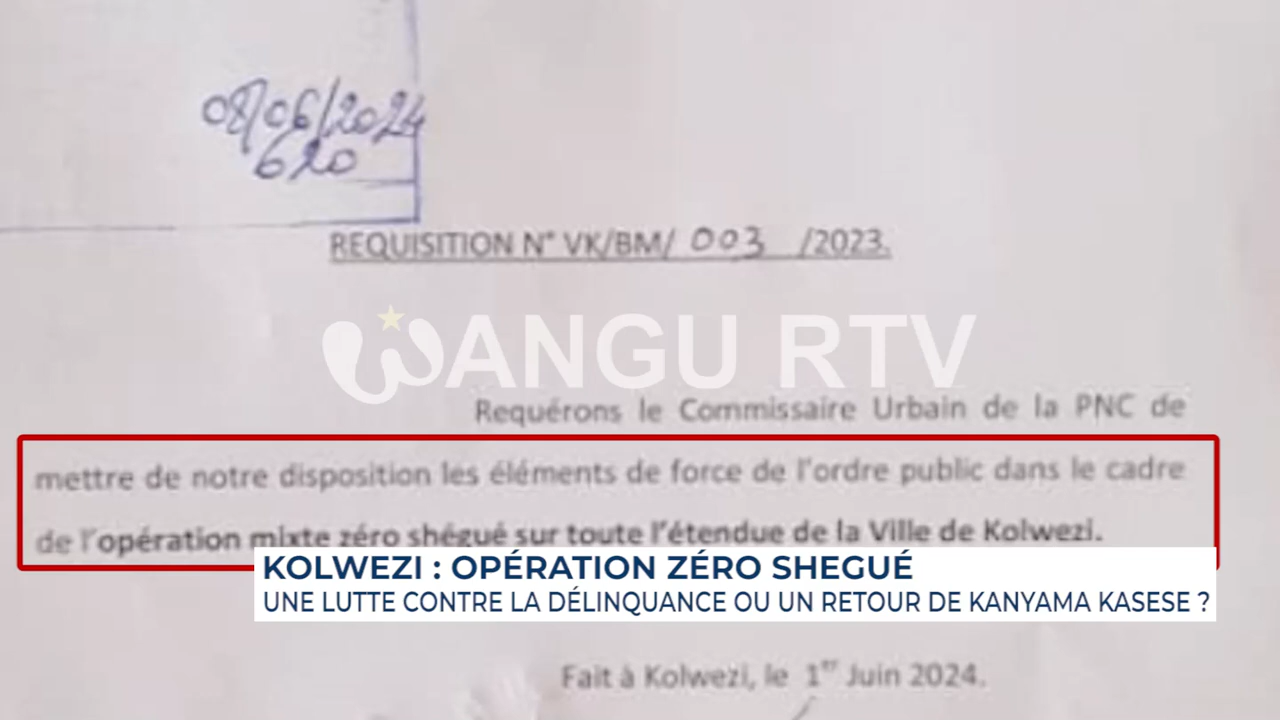 08/06/2024
620
REQUISITION N° VK/BM/ 003 /2023.
WANGU RTV
Requérons le Commissaire Urbain de la PNC de
mettre de notre disposition les éléments de force de l'ordre public dans le cadre
de l'opération mixte zéro shégué sur toute l'étendue de la Ville de Kolwezi.
KOLWEZI : OPÉRATION ZÉRO SHEGUÉ
UNE LUTTE CONTRE LA DÉLINQUANCE OU UN RETOUR DE KANYAMA KASESE ?
Fait à Kolwezi, le 1er Juin 2024.